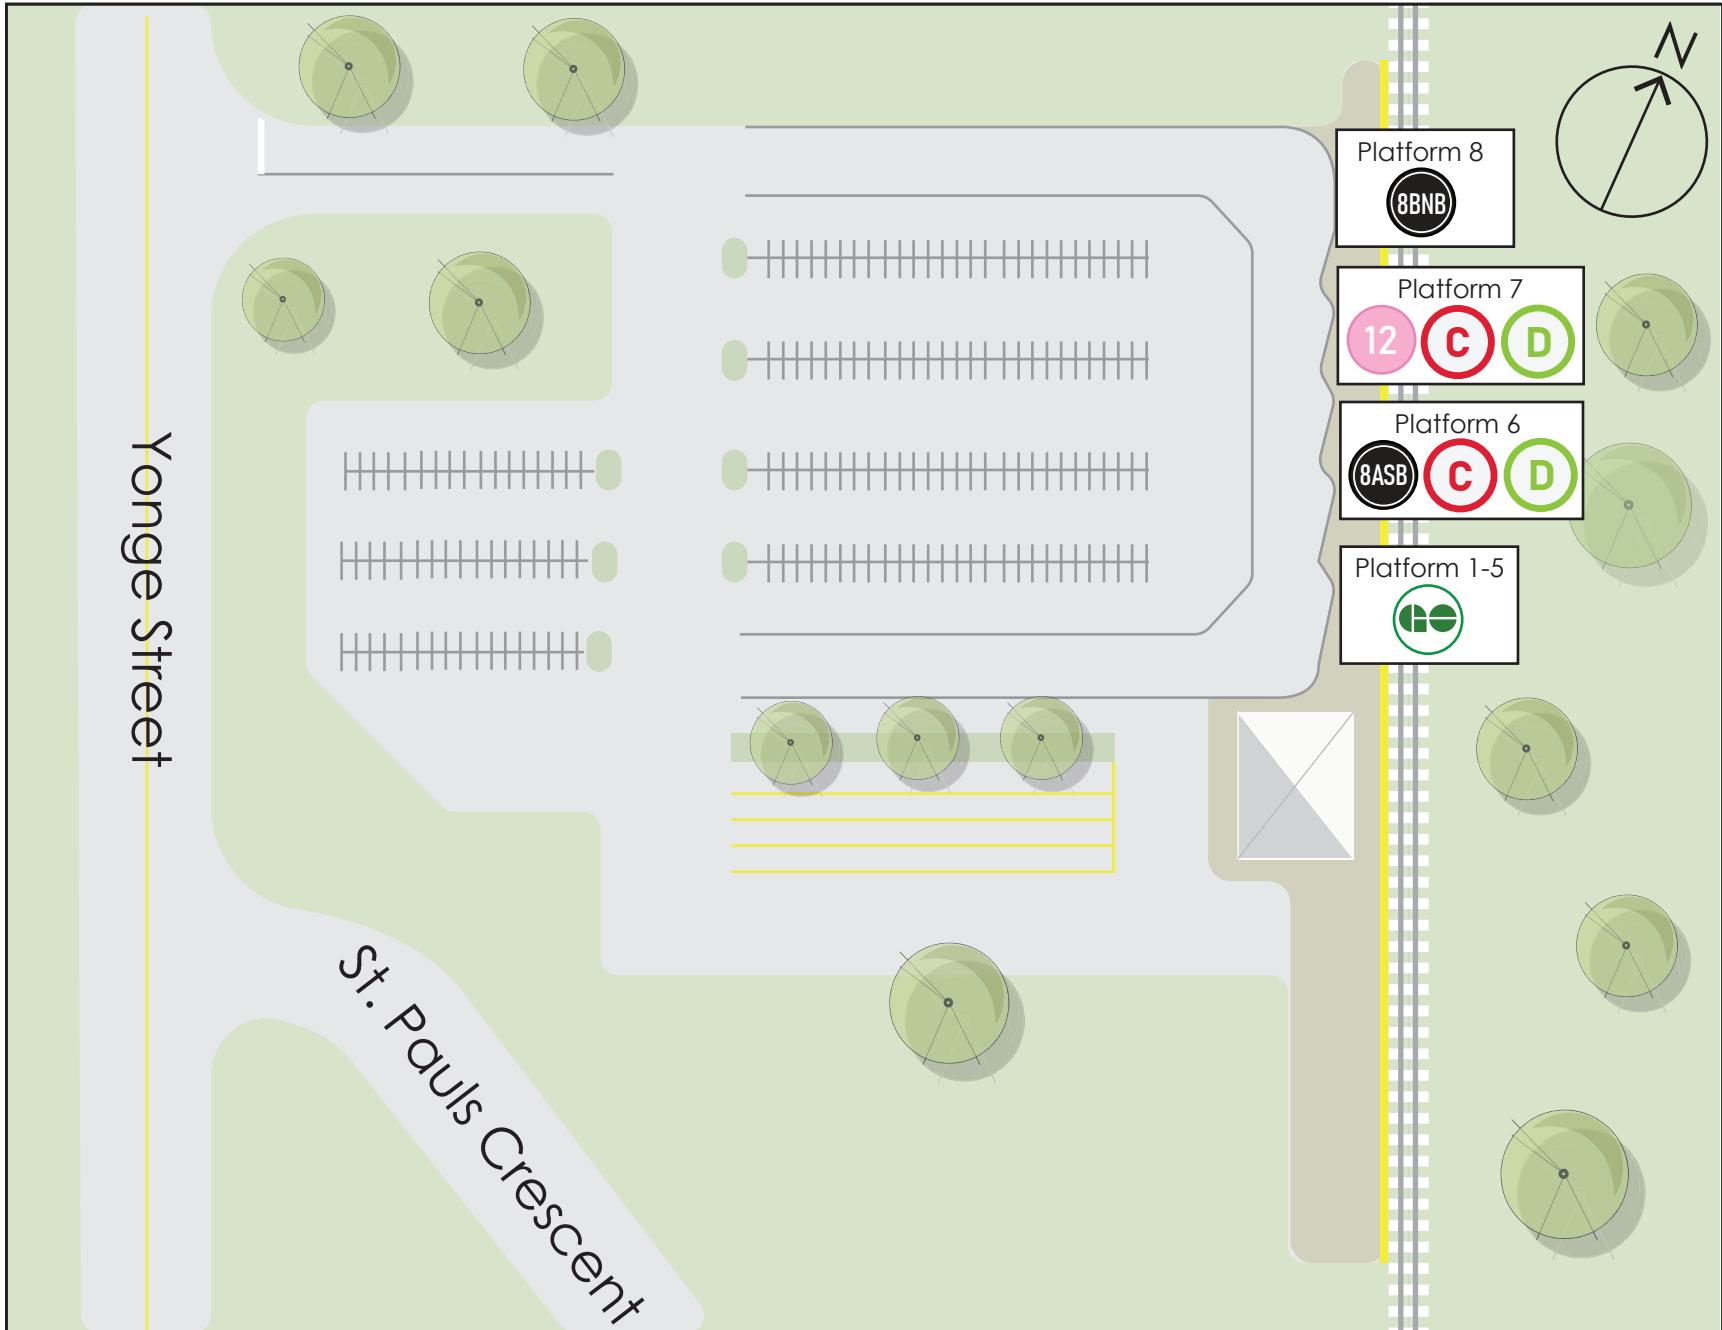 N
Platform 8
8BNB
Platform 7
12 C D
Platform 6
8ASB C D
Platform 1-5
GO
Yonge Street
St. Pauls Crescent